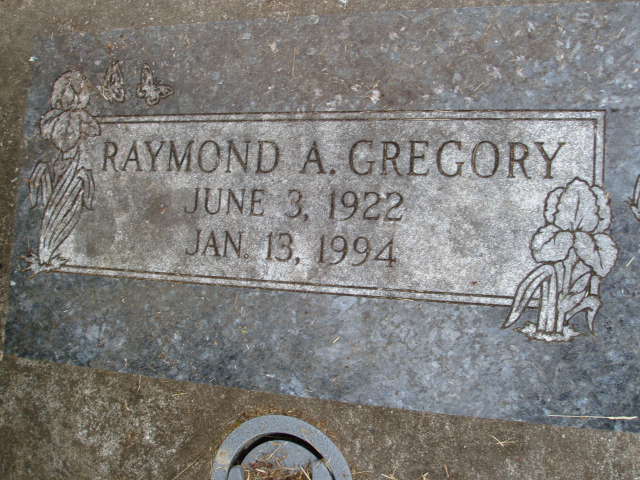 RAYMOND A. GREGORY
JUNE 3, 1922
JAN. 13, 1994